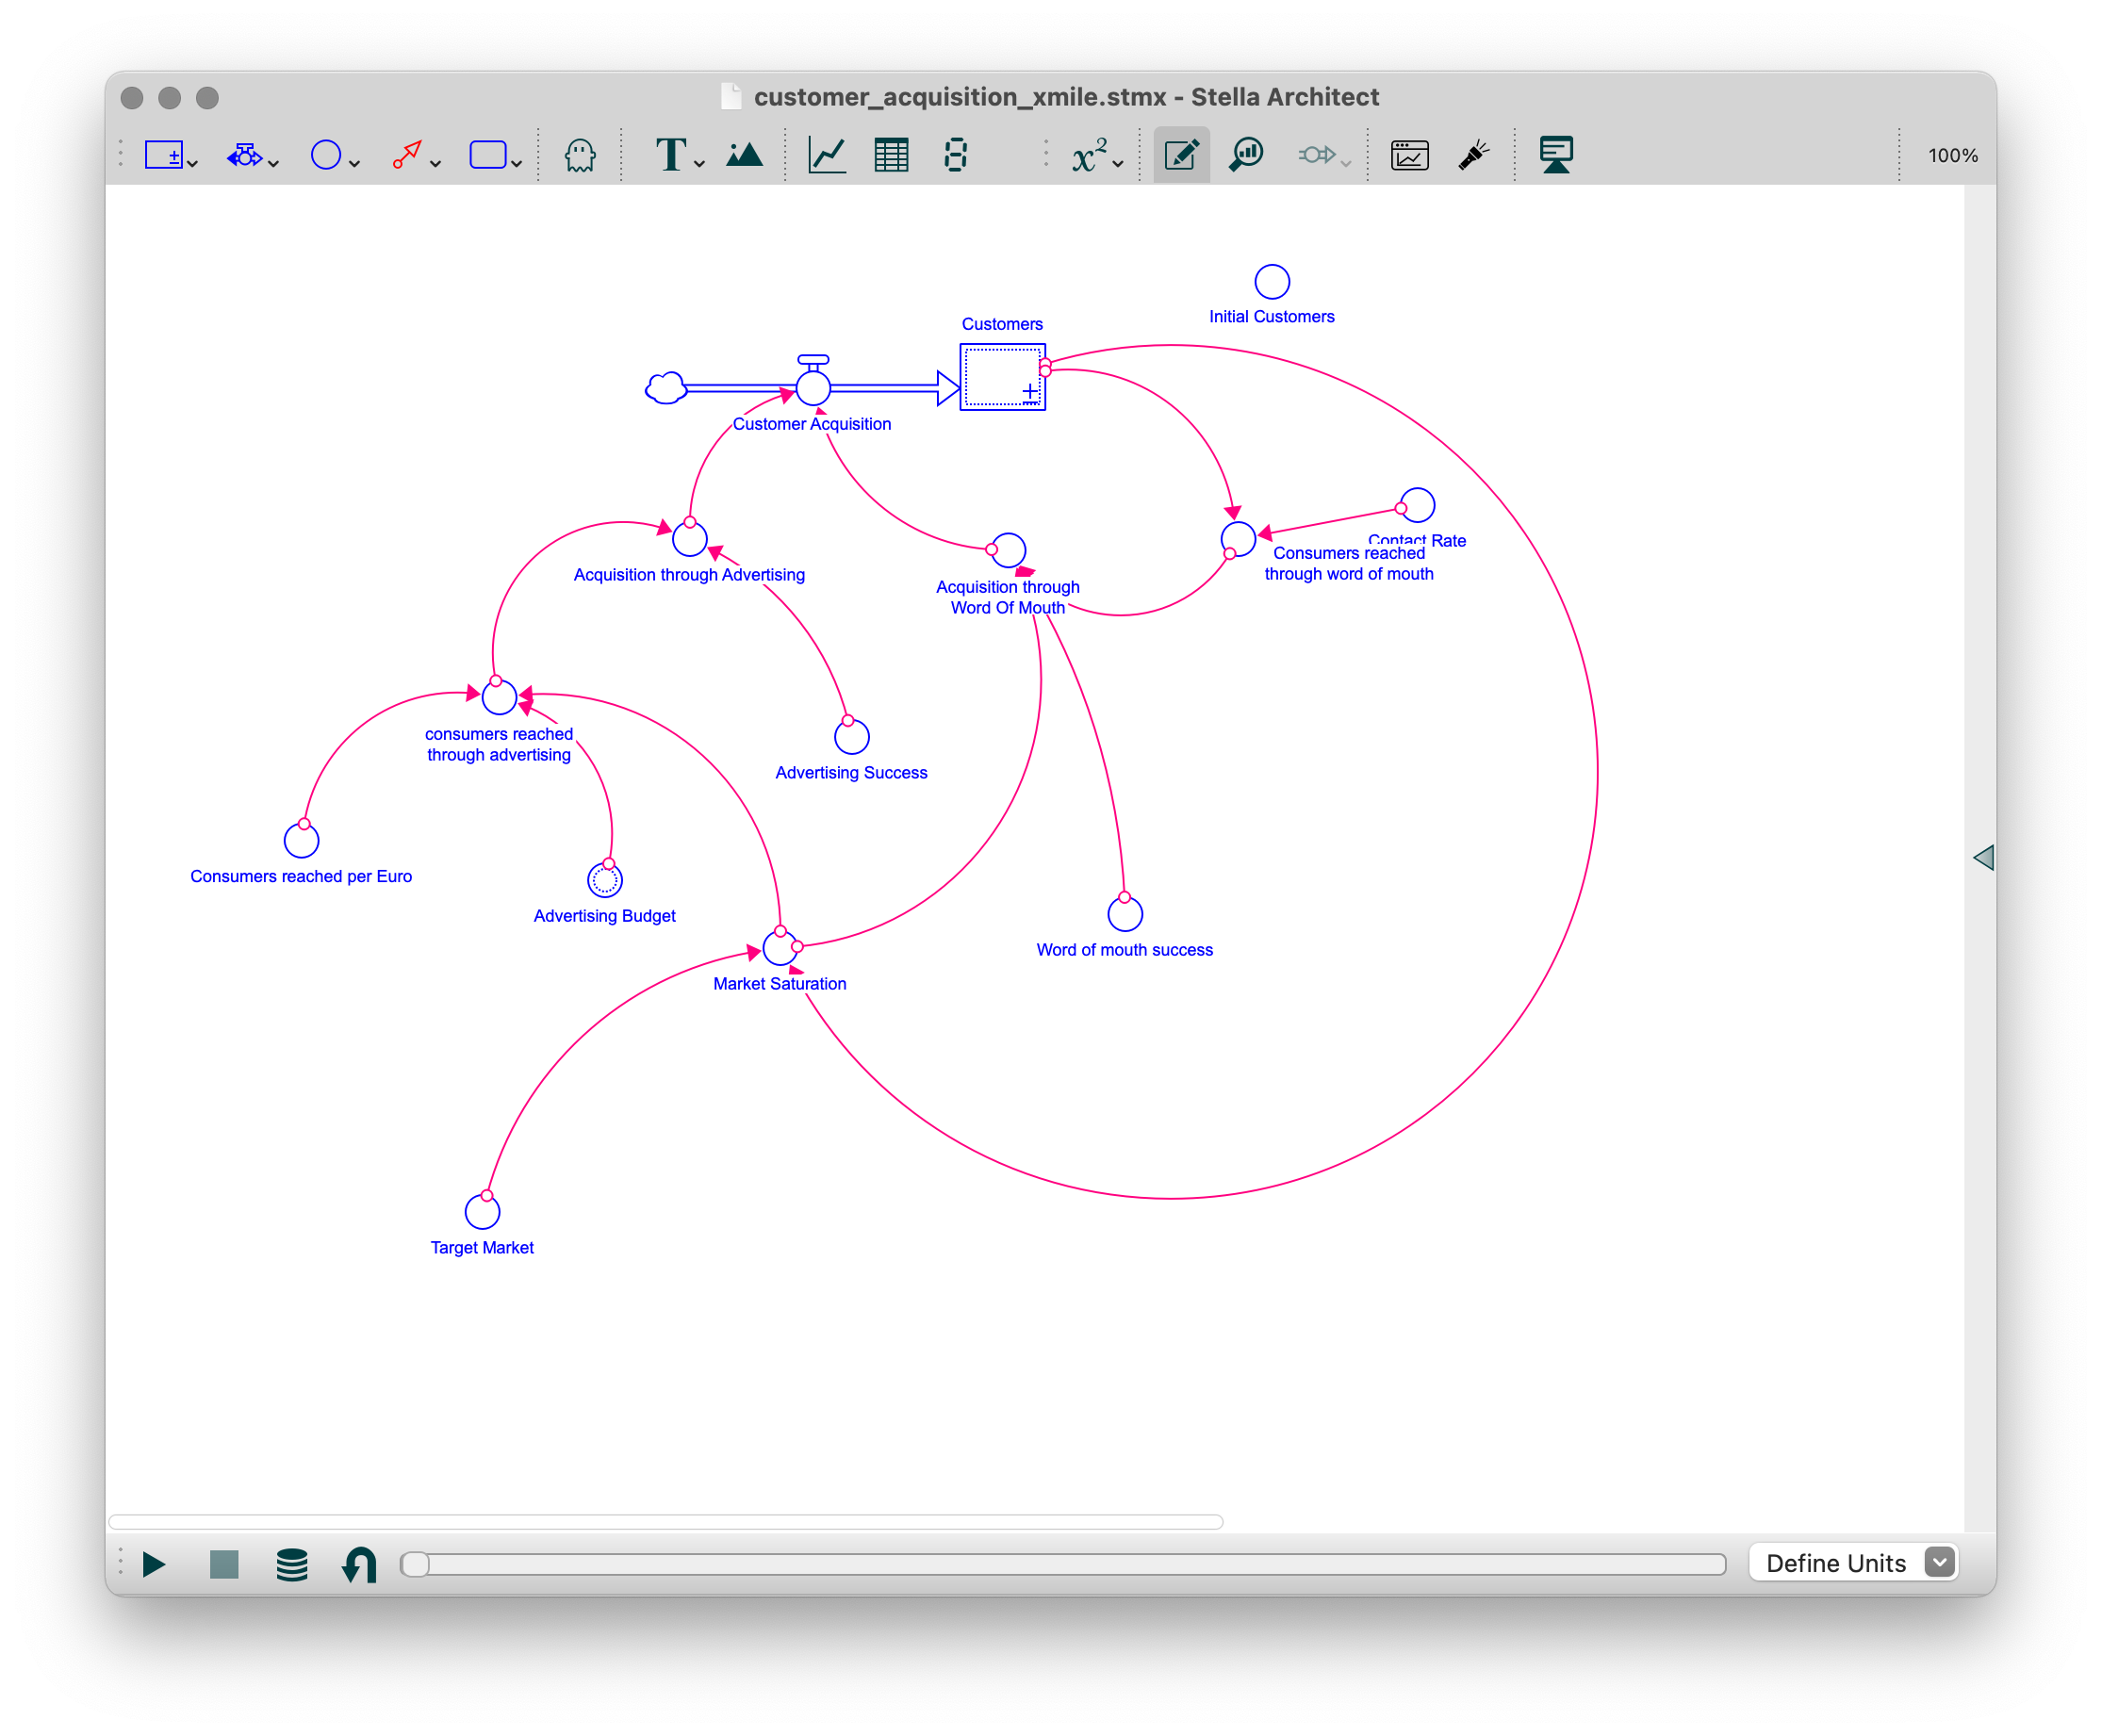 customer_acquisition_xmile.stmx - Stella Architect
T
x²
100%
Initial Customers
Customers
Customer Acquisition
Contact Rate
Consumers reached
through word of mouth
Acquisition through Advertising
Acquisition through
Word Of Mouth
consumers reached
through advertising
Advertising Success
Consumers reached per Euro
Advertising Budget
Word of mouth success
Market Saturation
Target Market
Define Units